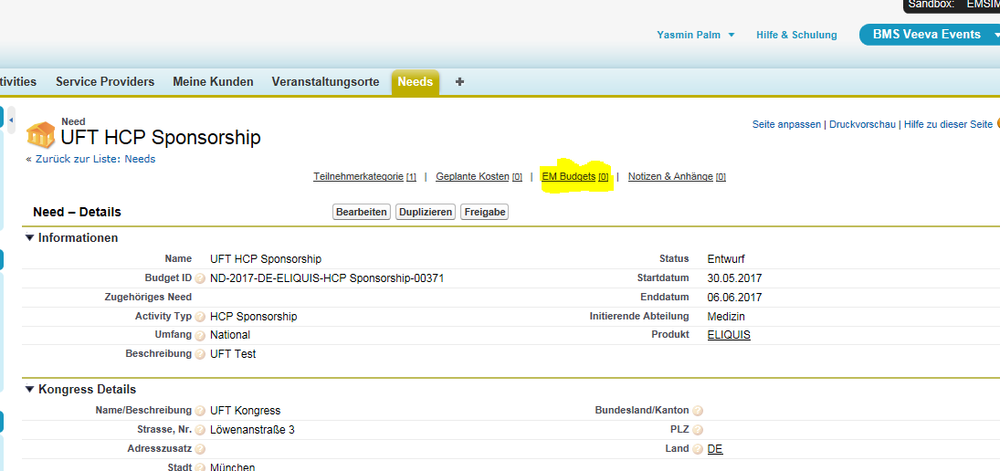 Sandbox: EMSIM
Yasmin Palm Hilfe & Schulung BMS Veeva Events
tivities Service Providers Meine Kunden Veranstaltungsorte Needs +
Need
UFT HCP Sponsorship
Seite anpassen | Druckvorschau | Hilfe zu dieser Seite
« Zurück zur Liste: Needs
Teilnehmerkategorie [1] | Geplante Kosten [0] | EM Budgets [0] | Notizen & Anhänge [0]
Need – Details Bearbeiten Duplizieren Freigabe
Informationen
Name UFT HCP Sponsorship Status Entwurf
Budget ID ? ND-2017-DE-ELIQUIS-HCP Sponsorship-00371 Startdatum 30.05.2017
Zugehöriges Need Enddatum 06.06.2017
Activity Typ ? HCP Sponsorship Initierende Abteilung Medizin
Umfang ? National Produkt ELIQUIS
Beschreibung ? UFT Test
Kongress Details
Name/Beschreibung ? UFT Kongress Bundesland/Kanton ?
Strasse, Nr. ? Löwenanstraße 3 PLZ ?
Adresszusatz ? Land ? DE
Stadt ? München